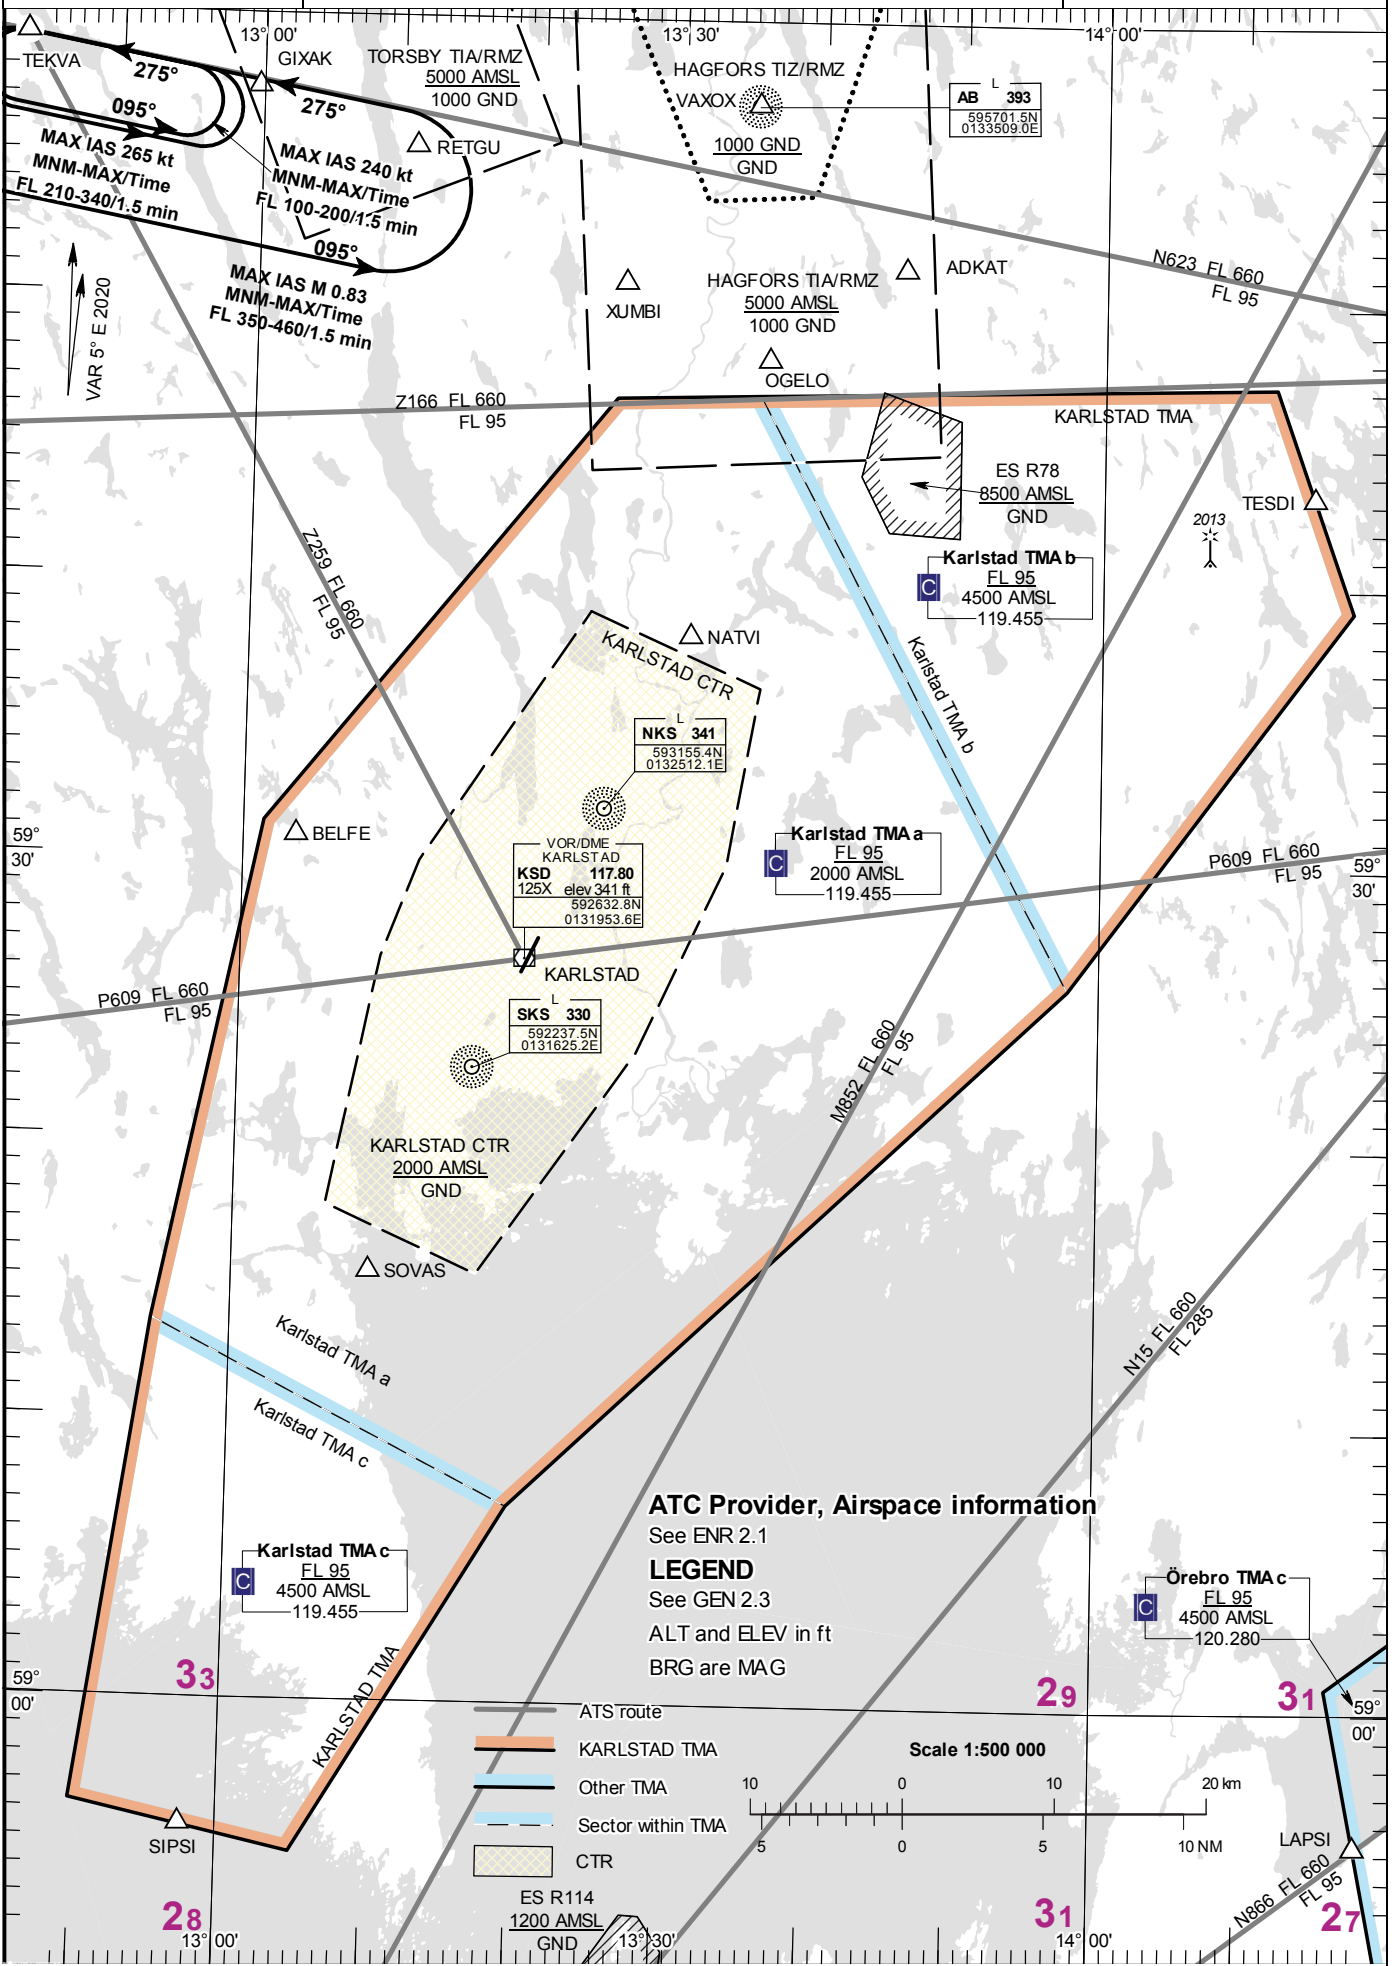 13° 00'
13° 30'
14° 00'
TEKVA
GIXAK
275°
275°
095°
095°
TORSBY TIA/RMZ
5000 AMSL
1000 GND
RETGU
MAX IAS 265 kt
MNM-MAX/Time
FL 210-340/1.5 min
MAX IAS 240 kt
MNM-MAX/Time
FL 100-200/1.5 min
MAX IAS M 0.83
MNM-MAX/Time
FL 350-460/1.5 min
VAR 5° E 2020
HAGFORS TIZ/RMZ
VAXOX
1000 GND
GND
L
AB 393
595701.5N
0133509.0E
XUMBI
HAGFORS TIA/RMZ
5000 AMSL
1000 GND
ADKAT
OGELO
N623 FL 660
FL 95
Z166 FL 660
FL 95
KARLSTAD TMA
ES R78
8500 AMSL
GND
TESDI
2013
Karlstad TMA b
C
FL 95
4500 AMSL
119.455
Z259 FL 660
FL 95
NATVI
KARLSTAD CTR
Karlstad TMA b
L
NKS 341
593155.4N
0132512.1E
BELFE
59°
30'
VOR/DME
KARLSTAD
KSD 117.80
125X elev 341 ft
592632.8N
0131953.6E
Karlstad TMA a
C
FL 95
2000 AMSL
119.455
P609 FL 660
FL 95
59°
30'
KARLSTAD
P609 FL 660
FL 95
L
SKS 330
592237.5N
0131625.2E
M852 FL 660
FL 95
KARLSTAD CTR
2000 AMSL
GND
SOVAS
Karlstad TMA a
Karlstad TMA c
N15 FL 660
FL 285
ATC Provider, Airspace information
See ENR 2.1
LEGEND
See GEN 2.3
ALT and ELEV in ft
BRG are MAG
Karlstad TMA c
C
FL 95
4500 AMSL
119.455
Örebro TMA c
C
FL 95
4500 AMSL
120.280
KARLSTAD TMA
59°
00'
33
29
31
59°
00'
ATS route
KARLSTAD TMA
Other TMA
Sector within TMA
CTR
Scale 1:500 000
10 0 10 20 km
5 0 5 10 NM
SIPSI
LAPSI
N866 FL 660
FL 95
ES R114
1200 AMSL
GND
28
31
27
13° 00'
13° 30'
14° 00'